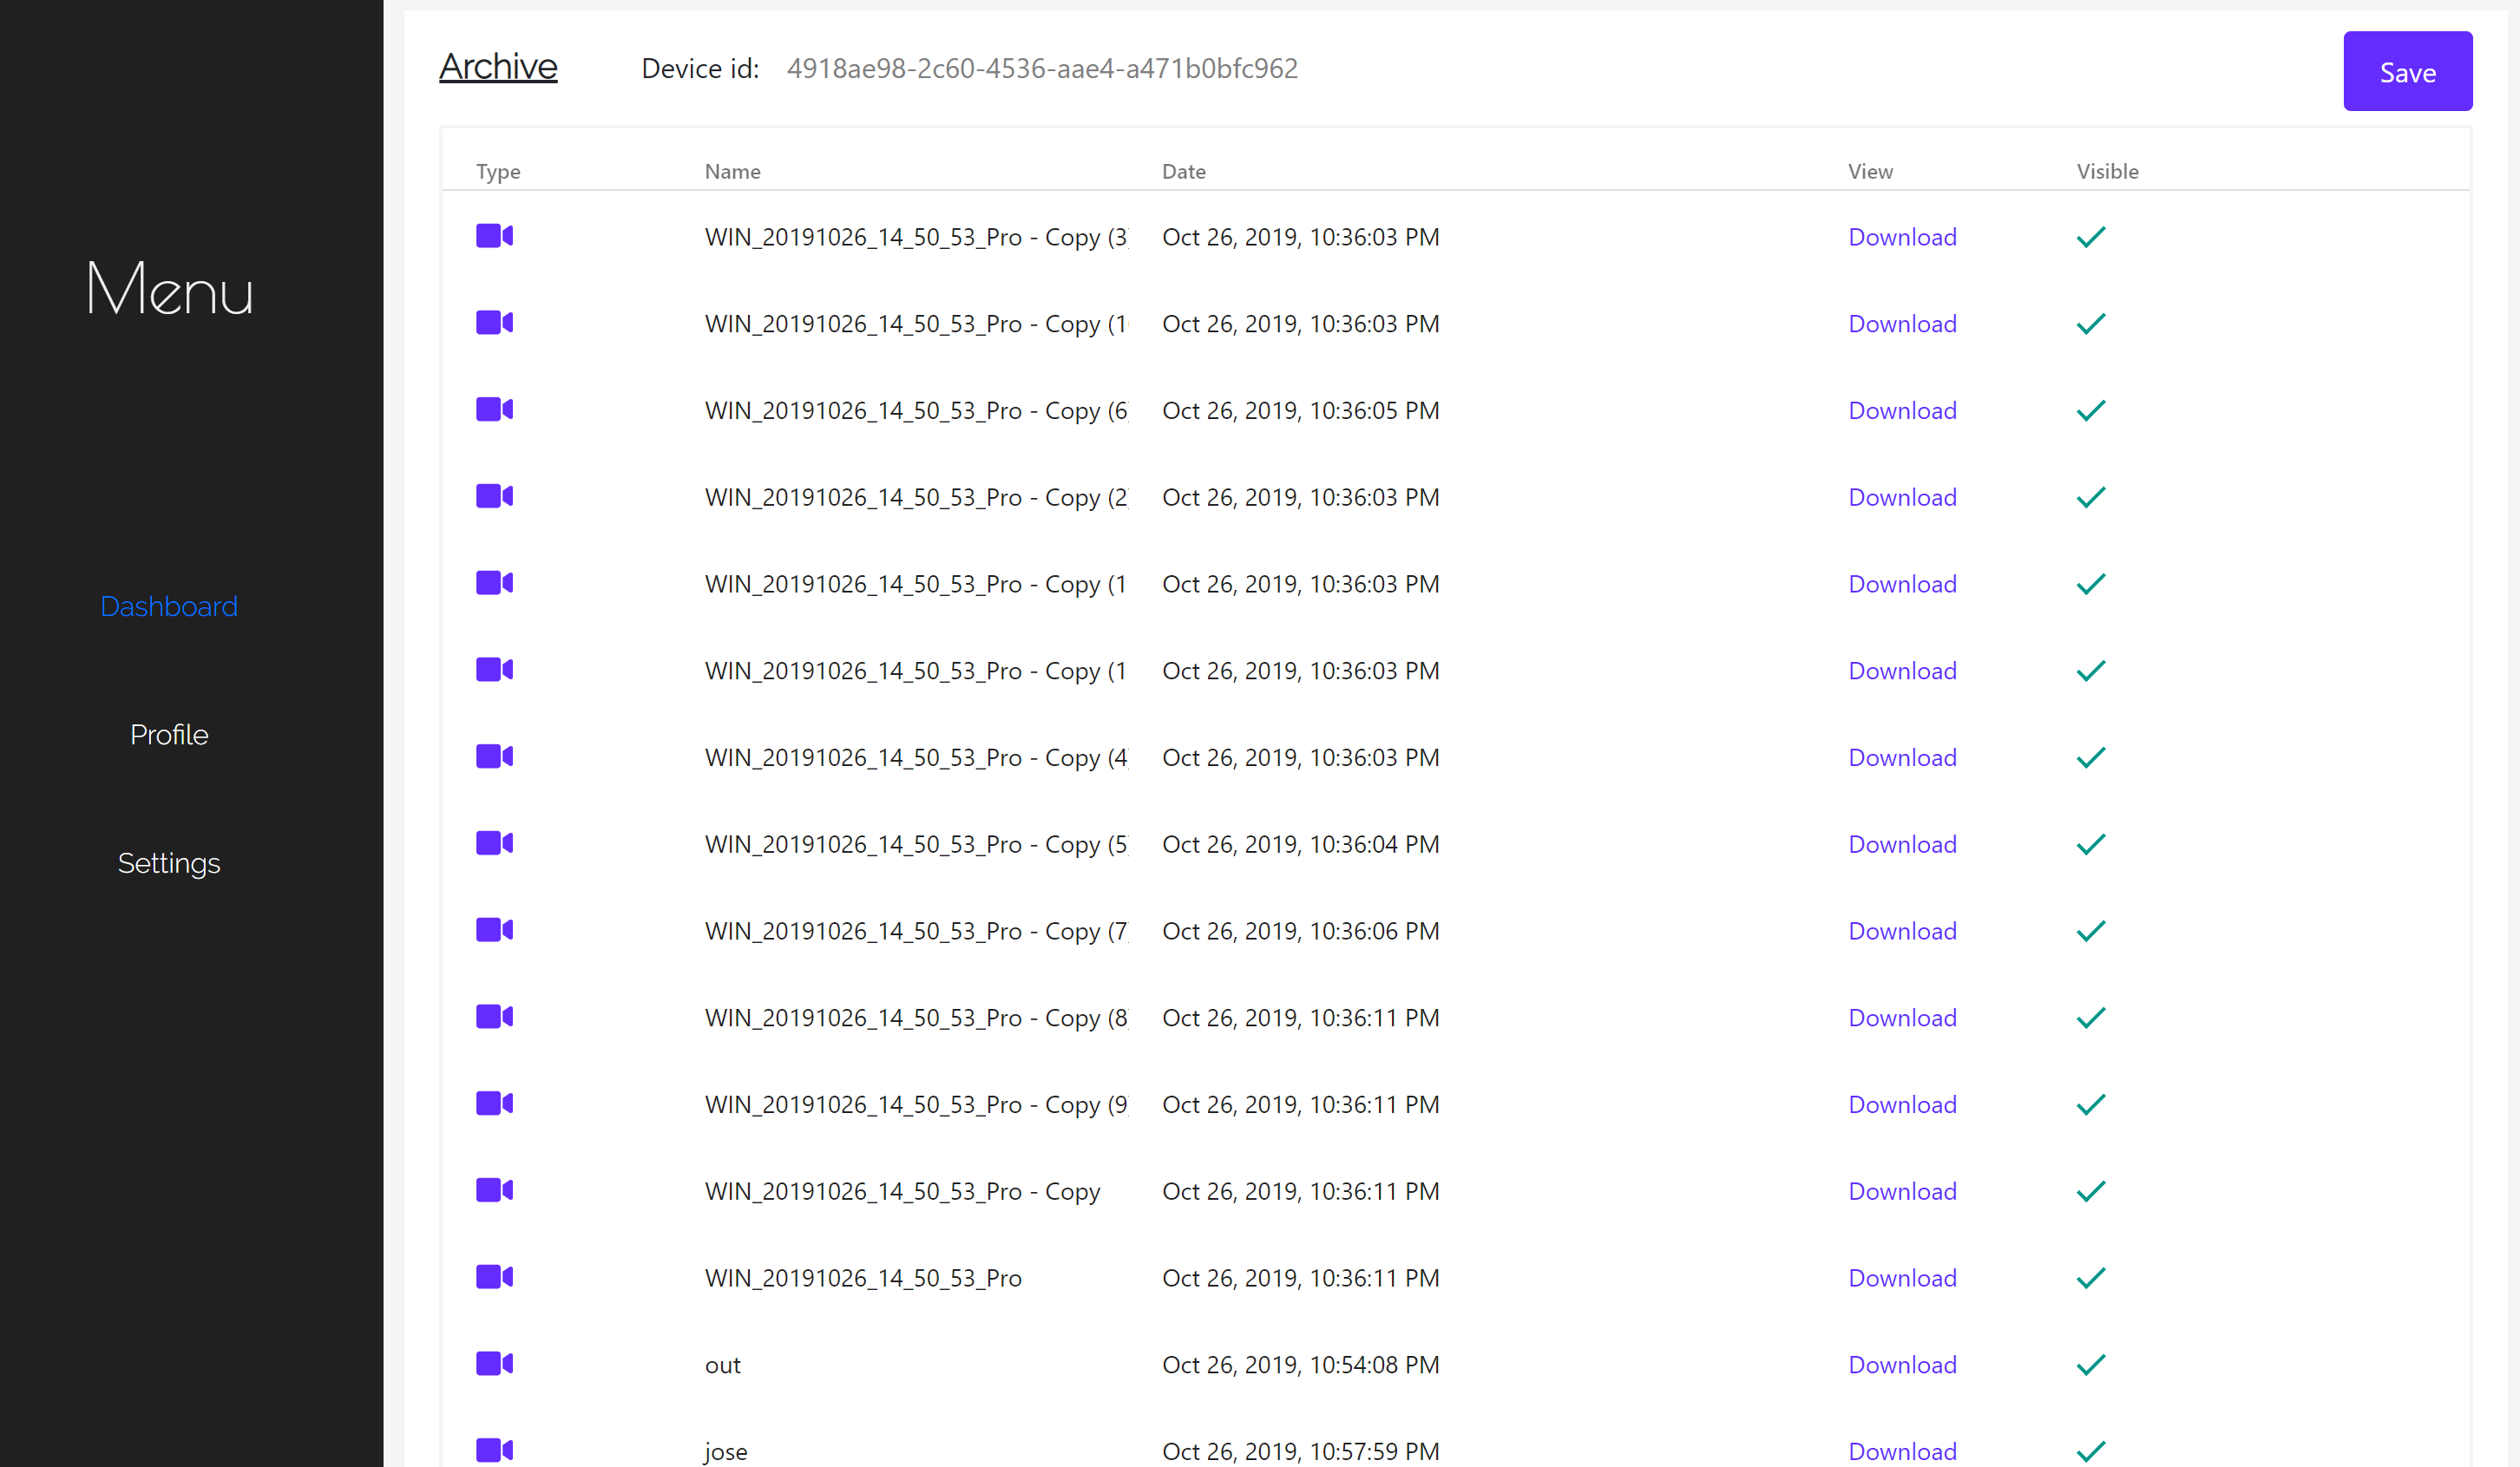 Menu
Dashboard
Profile
Settings
Archive Device id: 4918ae98-2c60-4536-aae4-a471b0bfc962 Save
Type Name Date View Visible
WIN_20191026_14_50_53_Pro - Copy (3) Oct 26, 2019, 10:36:03 PM Download
WIN_20191026_14_50_53_Pro - Copy (1 Oct 26, 2019, 10:36:03 PM Download
WIN_20191026_14_50_53_Pro - Copy (6) Oct 26, 2019, 10:36:05 PM Download
WIN_20191026_14_50_53_Pro - Copy (2) Oct 26, 2019, 10:36:03 PM Download
WIN_20191026_14_50_53_Pro - Copy (1 Oct 26, 2019, 10:36:03 PM Download
WIN_20191026_14_50_53_Pro - Copy (1 Oct 26, 2019, 10:36:03 PM Download
WIN_20191026_14_50_53_Pro - Copy (4) Oct 26, 2019, 10:36:03 PM Download
WIN_20191026_14_50_53_Pro - Copy (5) Oct 26, 2019, 10:36:04 PM Download
WIN_20191026_14_50_53_Pro - Copy (7) Oct 26, 2019, 10:36:06 PM Download
WIN_20191026_14_50_53_Pro - Copy (8) Oct 26, 2019, 10:36:11 PM Download
WIN_20191026_14_50_53_Pro - Copy (9) Oct 26, 2019, 10:36:11 PM Download
WIN_20191026_14_50_53_Pro - Copy Oct 26, 2019, 10:36:11 PM Download
WIN_20191026_14_50_53_Pro Oct 26, 2019, 10:36:11 PM Download
out Oct 26, 2019, 10:54:08 PM Download
jose Oct 26, 2019, 10:57:59 PM Download